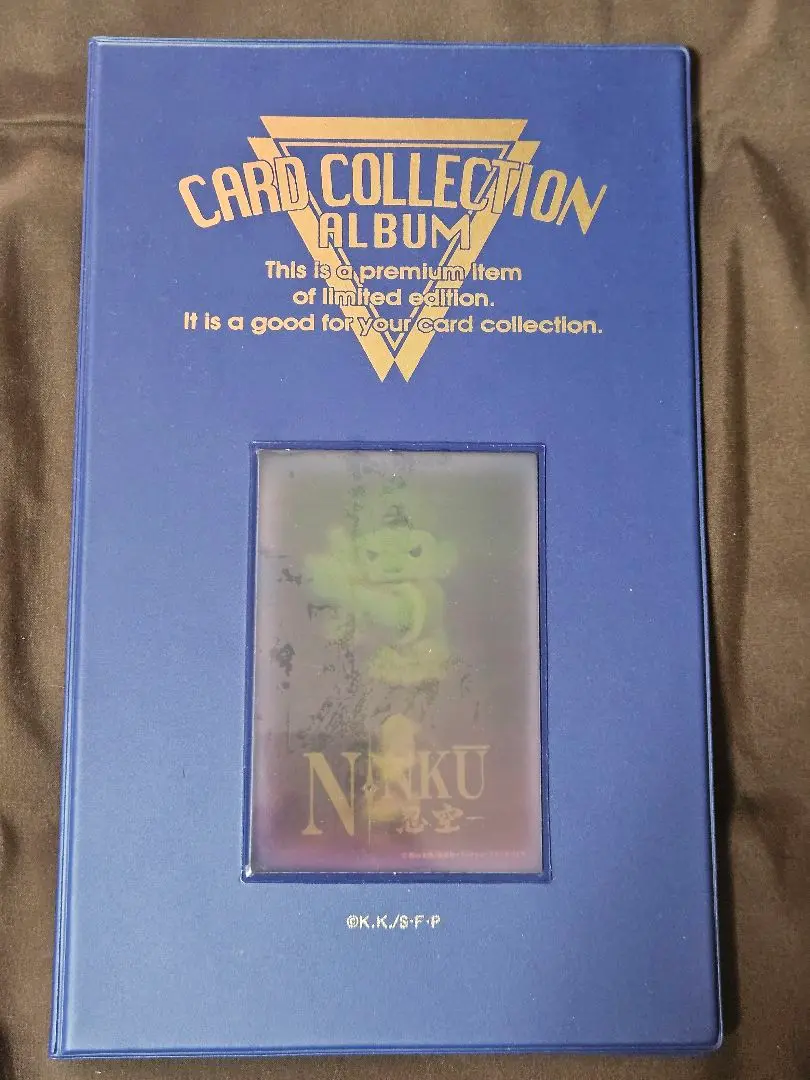 CARD COLLECTION
ALBUM
This is a premium item
of limited edition.
It is a good for your card collection.
NINKŪ
忍空
©K.K./S·F·P